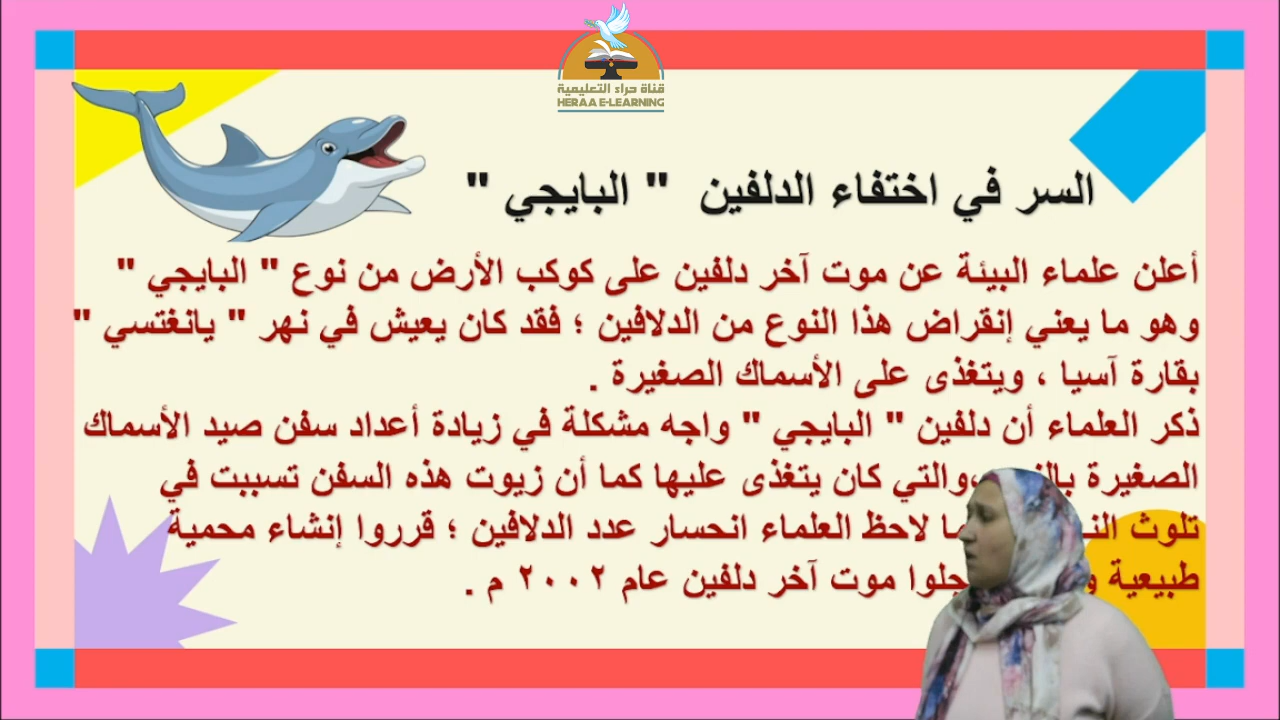 قناة حراء التعليمية
HERAA E-LEARNING
السر في اختفاء الدلفين " البايجي "
أعلن علماء البيئة عن موت آخر دلفين على كوكب الأرض من نوع " البايجي "
وهو ما يعني إنقراض هذا النوع من الدلافين ؛ فقد كان يعيش في نهر " يانغتسي "
بقارة آسيا ، ويتغذى على الأسماك الصغيرة .
ذكر العلماء أن دلفين " البايجي " واجه مشكلة في زيادة أعداد سفن صيد الأسماك
الصغيرة ،والتي كان يتغذى عليها كما أن زيوت هذه السفن تسببت في
تلوث لاحظ العلماء انحسار عدد الدلافين ؛ قرروا إنشاء محمية
طبيعية موت آخر دلفين عام ٢٠٠٢ م .